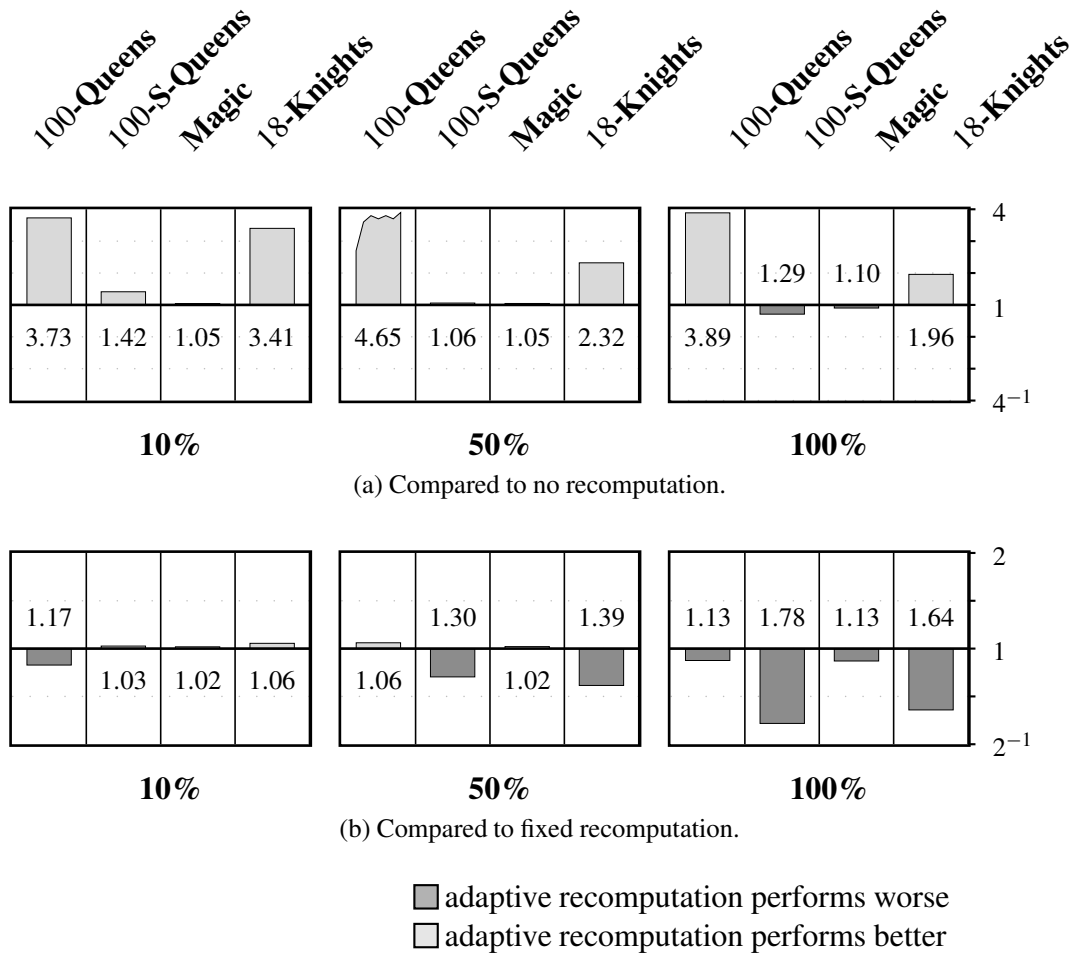 100-Queens
100-S-Queens
Magic
18-Knights
100-Queens
100-S-Queens
Magic
18-Knights
100-Queens
100-S-Queens
Magic
18-Knights
4
1.29 1.10
1
3.73 1.42 1.05 3.41 4.65 1.06 1.05 2.32 3.89 1.96
4⁻¹
10% 50% 100%
(a) Compared to no recomputation.
2
1.17 1.30 1.39 1.13 1.78 1.13 1.64
1
1.03 1.02 1.06 1.06 1.02
2⁻¹
10% 50% 100%
(b) Compared to fixed recomputation.
adaptive recomputation performs worse
adaptive recomputation performs better